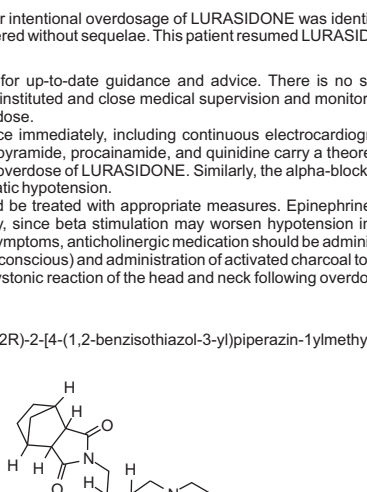 r intentional overdosage of LURASIDONE was identi
ered without sequelae. This patient resumed LURASID
for up-to-date guidance and advice. There is no s
instituted and close medical supervision and monitor
dose.
ce immediately, including continuous electrocardiogr
pyramide, procainamide, and quinidine carry a theore
overdose of LURASIDONE. Similarly, the alpha-block
atic hypotension.
d be treated with appropriate measures. Epinephrine
y, since beta stimulation may worsen hypotension in
ymptoms, anticholinergic medication should be admini
conscious) and administration of activarcoal to
ystonic reaction of the head and neck following overdo
2R)-2-[4-(1,2-benzisothiazol-3-yl)piperazin-1ylmethy
H
H
O
N
H
H
H
O
H
N